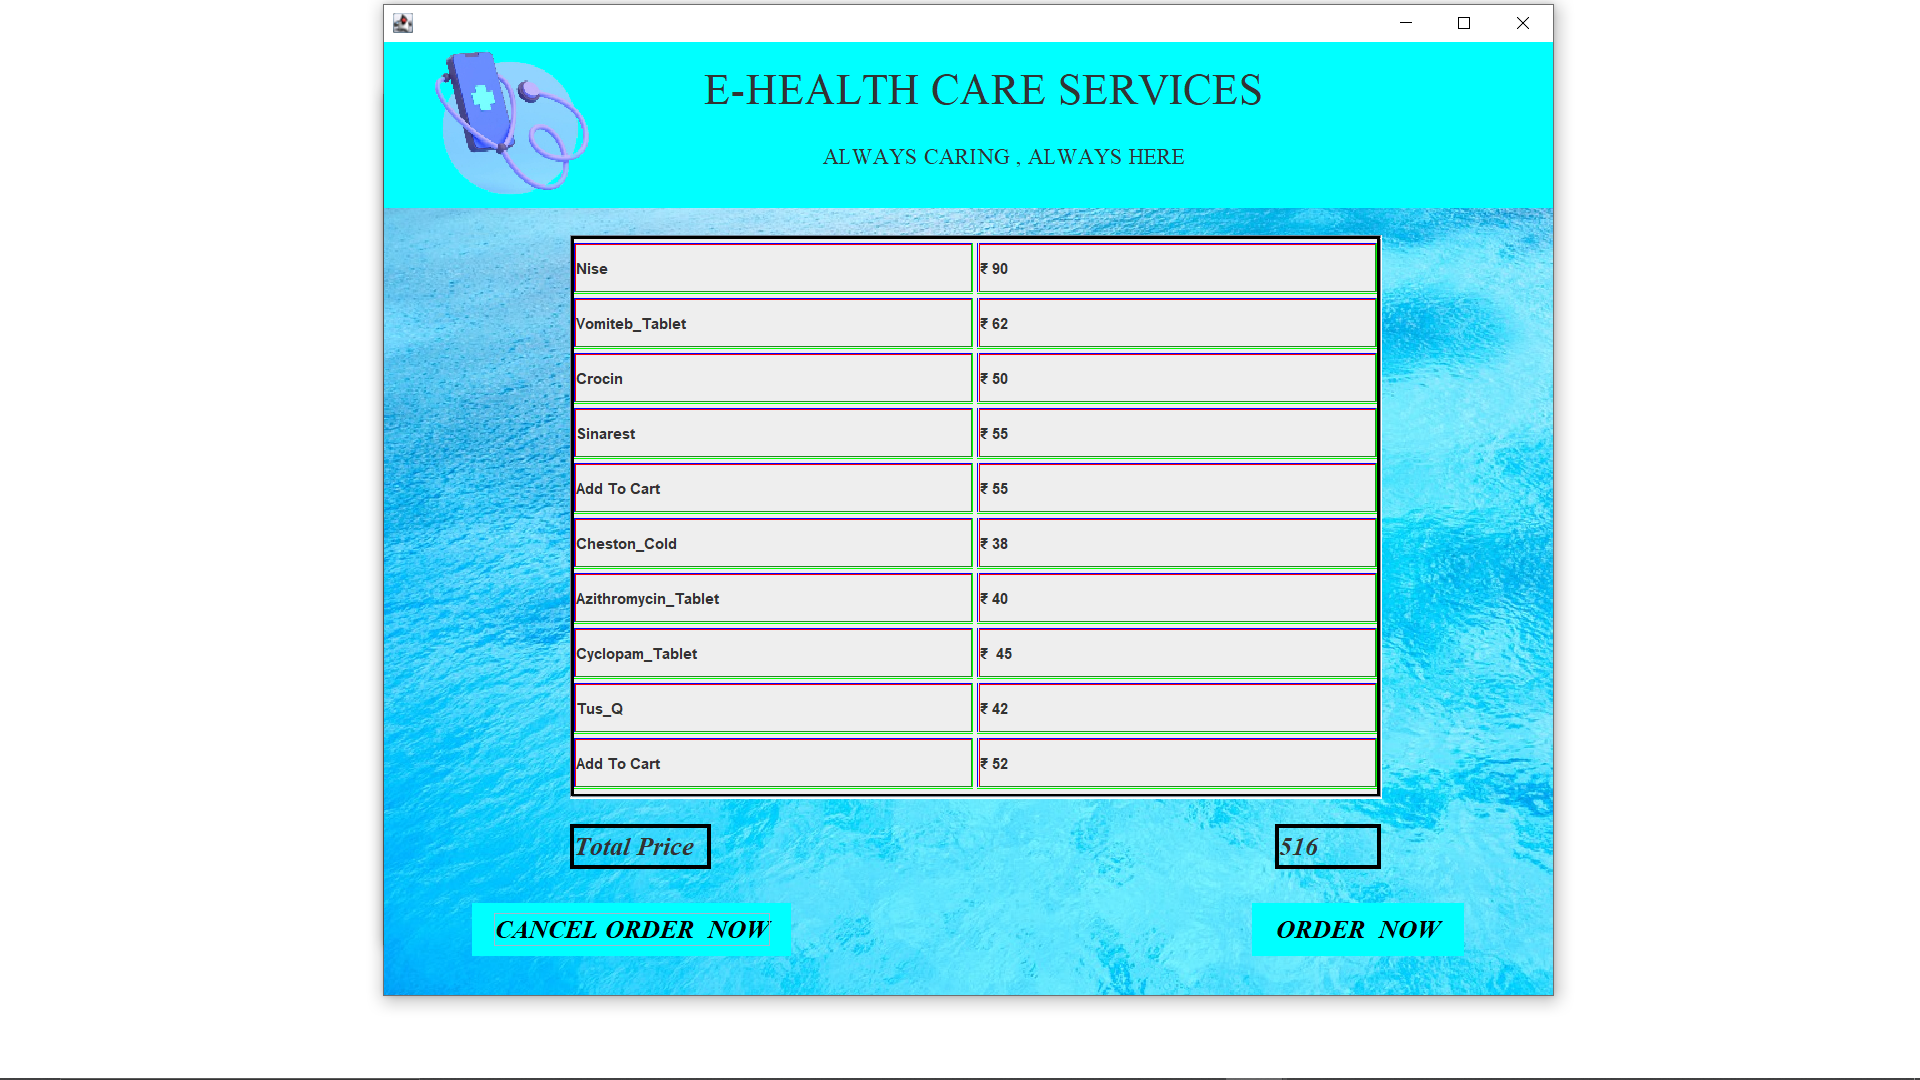 E-HEALTH CARE SERVICES
ALWAYS CARING , ALWAYS HERE
Nise ₹ 90
Vomiteb_Tablet ₹ 62
Crocin ₹ 50
Sinarest ₹ 55
Add To Cart ₹ 55
Cheston_Cold ₹ 38
Azithromycin_Tablet ₹ 40
Cyclopam_Tablet ₹  45
Tus_Q ₹ 42
Add To Cart ₹ 52
Total Price 516
CANCEL ORDER  NOW ORDER  NOW